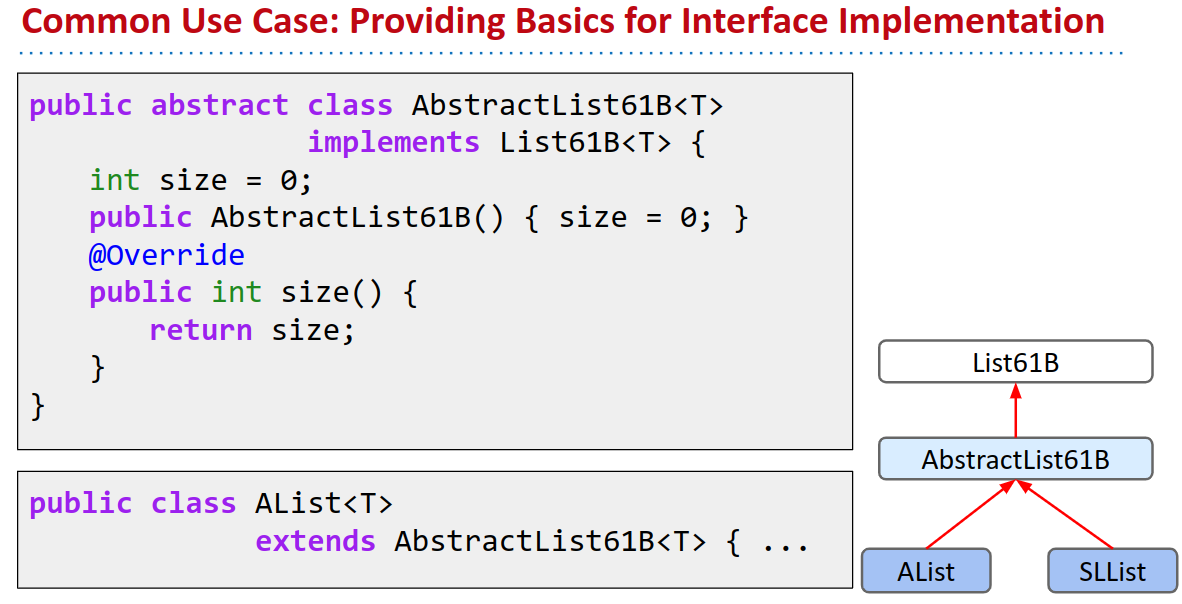 Common Use Case: Providing Basics for Interface Implementation
public abstract class AbstractList61B<T>
implements List61B<T> {
int size = 0;
public AbstractList61B() { size = 0; }
@Override
public int size() {
return size;
}
}
public class AList<T>
extends AbstractList61B<T> { ...
List61B
AbstractList61B
AList
SLList